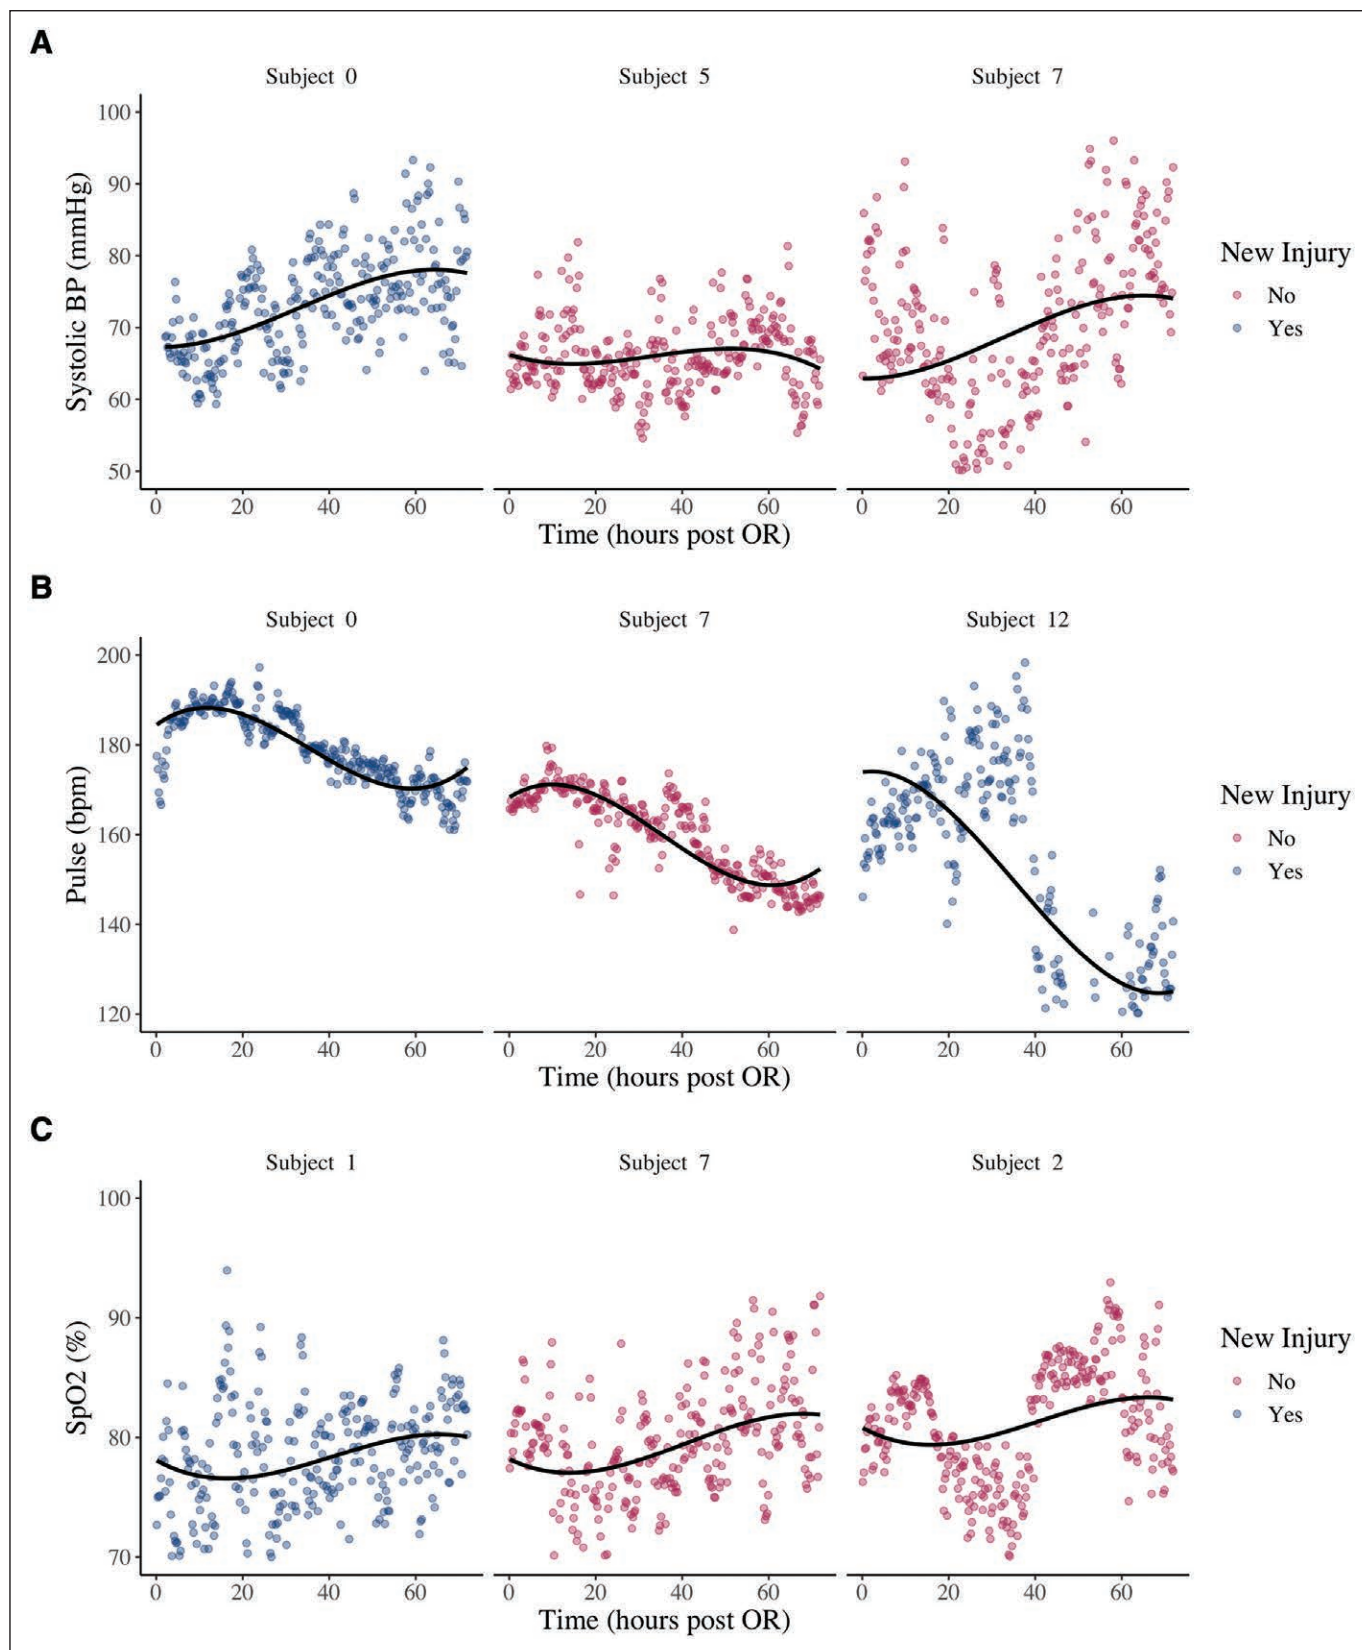 A
Subject 0
Subject 5
Subject 7
100
90
80
70
60
50
Systolic BP (mmHg)
0 20 40 60
0 20 40 60
0 20 40 60
Time (hours post OR)
New Injury
No
Yes
B
Subject 0
Subject 7
Subject 12
200
180
160
140
120
Pulse (bpm)
0 20 40 60
0 20 40 60
0 20 40 60
Time (hours post OR)
New Injury
No
Yes
C
Subject 1
Subject 7
Subject 2
100
90
80
70
SpO2 (%)
0 20 40 60
0 20 40 60
0 20 40 60
Time (hours post OR)
New Injury
No
Yes